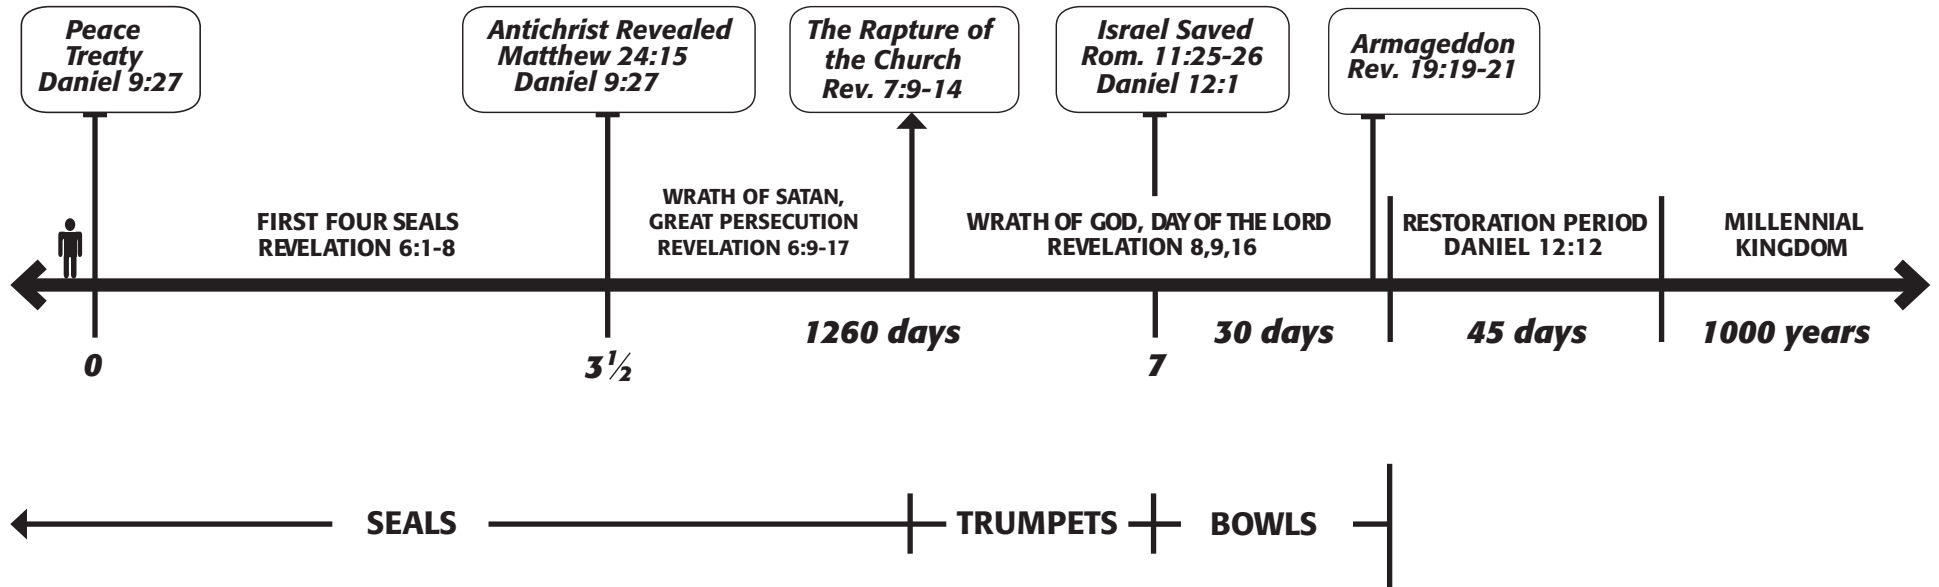 Peace
Treaty
Daniel 9:27
Antichrist Revealed
Matthew 24:15
Daniel 9:27
The Rapture of
the Church
Rev. 7:9-14
Israel Saved
Rom. 11:25-26
Daniel 12:1
Armageddon
Rev. 19:19-21
FIRST FOUR SEALS
REVELATION 6:1-8
WRATH OF SATAN,
GREAT PERSECUTION
REVELATION 6:9-17
WRATH OF GOD, DAY OF THE LORD
REVELATION 8,9,16
RESTORATION PERIOD
DANIEL 12:12
MILLENNIAL
KINGDOM
1260 days
30 days
45 days
1000 years
0
3½
7
SEALS
TRUMPETS
BOWLS